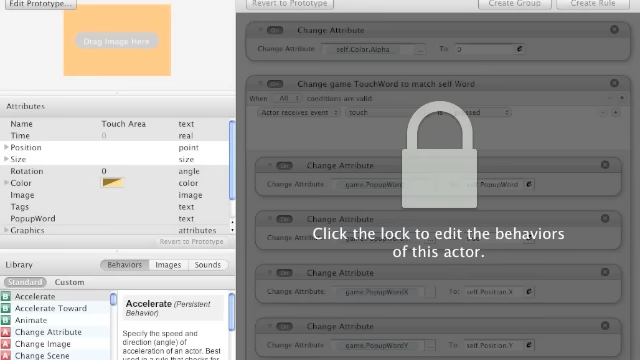 Edit Prototype...
Drag Image Here
Attributes
Name Touch Area text
Time 0 real
Position point
Size size
Rotation 0 angle
Color color
Image image
Tags text
PopupWord text
Graphics attributes
Revert to Prototype
Library Behaviors Images Sounds
Standard Custom
Accelerate
Accelerate Toward
Animate
Change Attribute
Change Image
Change Scene
Accelerate (Persistent
Behavior)
Specify the speed and
direction (angle) of
acceleration of an actor. Best
used in a rule that checks for
Revert to Prototype Create Group Create Rule
On Change Attribute
Change Attribute self.Color.Alpha ... To: 0 e
On Change game TouchWord to match self Word
When All conditions are valid
Actor receives event touch is
On Change Attribute
Change Attribute game.PopupWord To: self.PopupWord e
On Change Attribute
Click the lock to edit the behaviors
of this actor.
On Change Attribute
Change Attribute game.PopupWordX ... To: self.Position.X e
On Change Attribute
Change Attribute game.PopupWordY ... To: self.Position.Y e